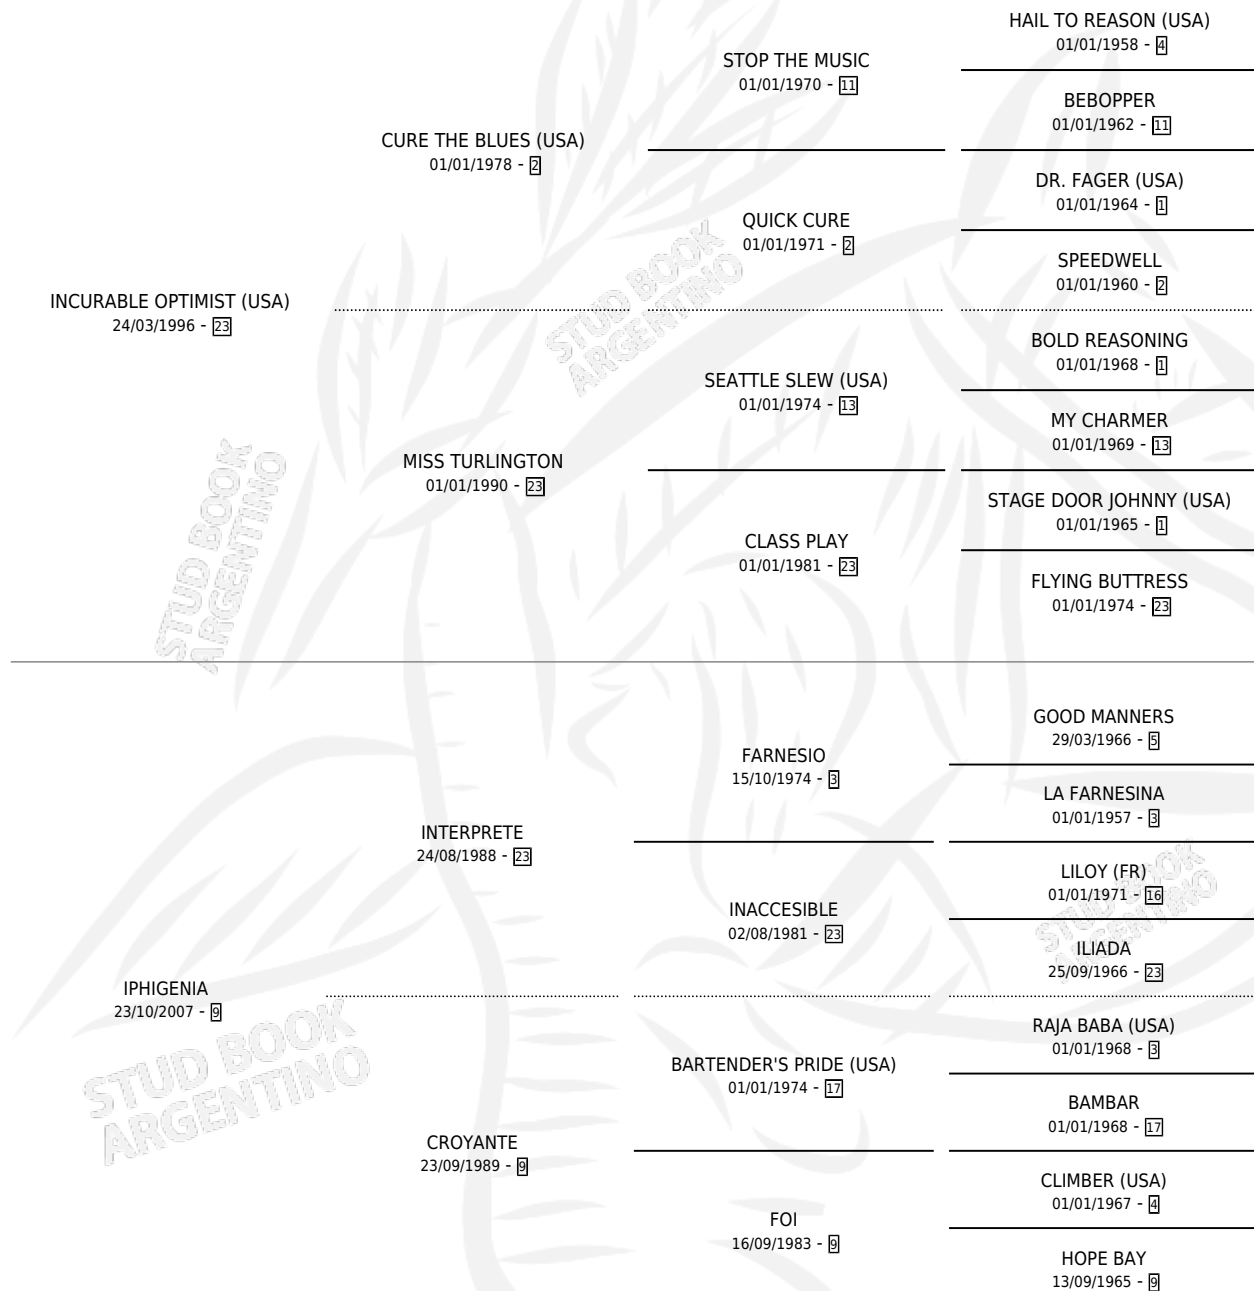 INCURABLE OPTIMIST (USA)
24/03/1996 - 23
CURE THE BLUES (USA)
01/01/1978 - 2
STOP THE MUSIC
01/01/1970 - 11
HAIL TO REASON (USA)
01/01/1958 - 4
BEBOPPER
01/01/1962 - 11
QUICK CURE
01/01/1971 - 2
DR. FAGER (USA)
01/01/1964 - 1
SPEEDWELL
01/01/1960 - 2
MISS TURLINGTON
01/01/1990 - 23
SEATTLE SLEW (USA)
01/01/1974 - 13
BOLD REASONING
01/01/1968 - 1
MY CHARMER
01/01/1969 - 13
CLASS PLAY
01/01/1981 - 23
STAGE DOOR JOHNNY (USA)
01/01/1965 - 1
FLYING BUTTRESS
01/01/1974 - 23
IPHIGENIA
23/10/2007 - 9
INTERPRETE
24/08/1988 - 23
FARNESIO
15/10/1974 - 3
GOOD MANNERS
29/03/1966 - 5
LA FARNESINA
01/01/1957 - 3
INACCESIBLE
02/08/1981 - 23
LILOY (FR)
01/01/1971 - 16
ILIADA
25/09/1966 - 23
CROYANTE
23/09/1989 - 9
BARTENDER'S PRIDE (USA)
01/01/1974 - 17
RAJA BABA (USA)
01/01/1968 - 3
BAMBAR
01/01/1968 - 17
FOI
16/09/1983 - 9
CLIMBER (USA)
01/01/1967 - 4
HOPE BAY
13/09/1965 - 9
STUD BOOK
ARGENTINO
STUD BOOK
ARGENTINO
STUD BOOK
ARGENTINO
STUD BOOK
ARGENTINO